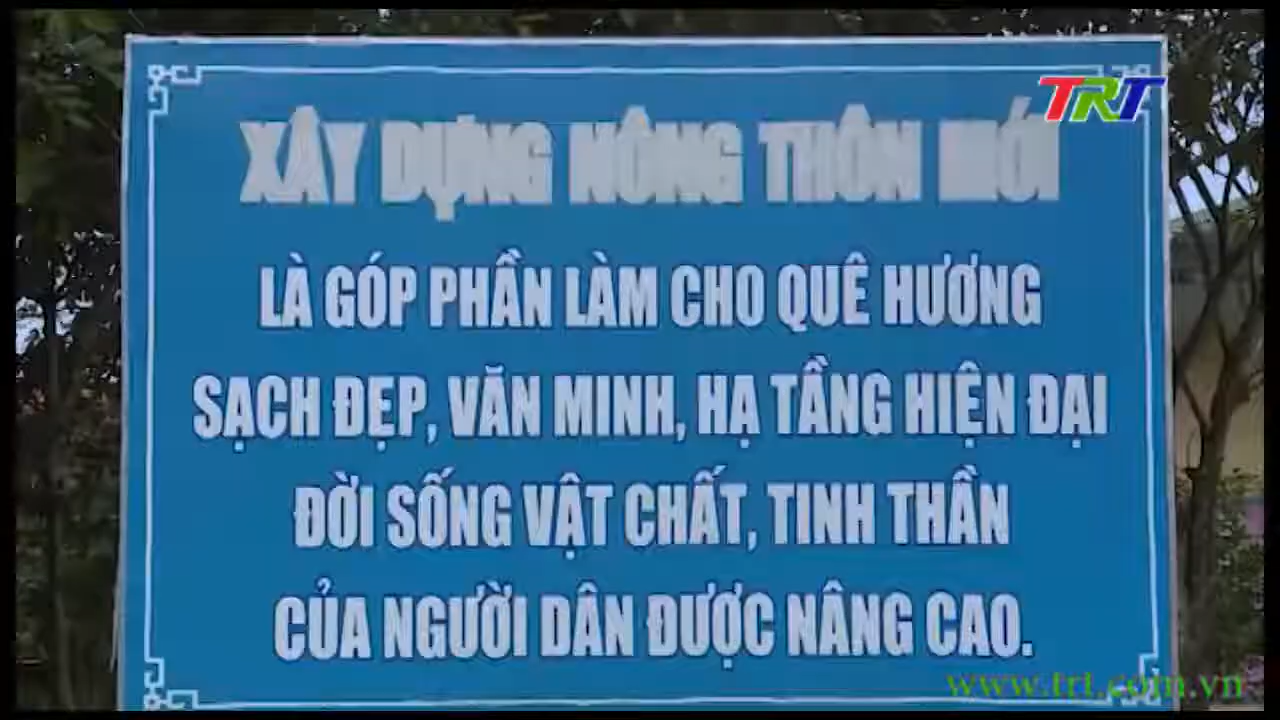 TRT
XÂY DỰNG NÔNG THÔN MỚI
LÀ GÓP PHẦN LÀM CHO QUÊ HƯƠNG
SẠCH ĐẸP, VĂN MINH, HẠ TẦNG HIỆN ĐẠI
ĐỜI SỐNG VẬT CHẤT, TINH THẦN
CỦA NGƯỜI DÂN ĐƯỢC NÂNG CAO.
www.trt.com.vn